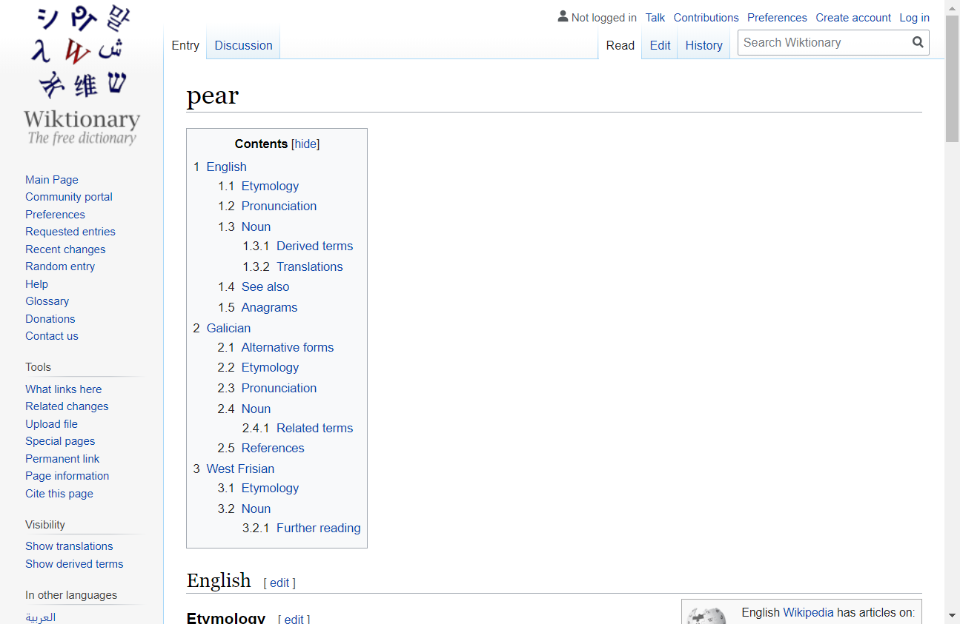 Wiktionary
The free dictionary
Main Page
Community portal
Preferences
Requested entries
Recent changes
Random entry
Help
Glossary
Donations
Contact us
Tools
What links here
Related changes
Upload file
Special pages
Permanent link
Page information
Cite this page
Visibility
Show translations
Show derived terms
In other languages
العربية
Not logged in Talk Contributions Preferences Create account Log in
Entry Discussion Read Edit History Search Wiktionary
pear
Contents [hide]
1 English
1.1 Etymology
1.2 Pronunciation
1.3 Noun
1.3.1 Derived terms
1.3.2 Translations
1.4 See also
1.5 Anagrams
2 Galician
2.1 Alternative forms
2.2 Etymology
2.3 Pronunciation
2.4 Noun
2.4.1 Related terms
2.5 References
3 West Frisian
3.1 Etymology
3.2 Noun
3.2.1 Further reading
English [ edit ]
Etymology [ edit ]
English Wikipedia has articles on: